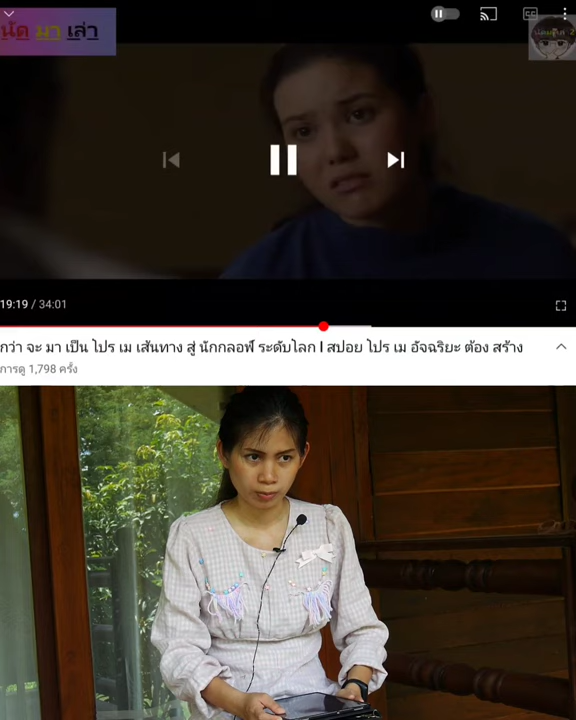 นัด มา เล่า
19:19 / 34:01
กว่า จะ มา เป็น โปร เม เส้นทาง สู่ นักกลอฟ์ ระดับโลก l สปอย โปร เม อัจฉริยะ ต้อง สร้าง
การดู 1,798 ครั้ง